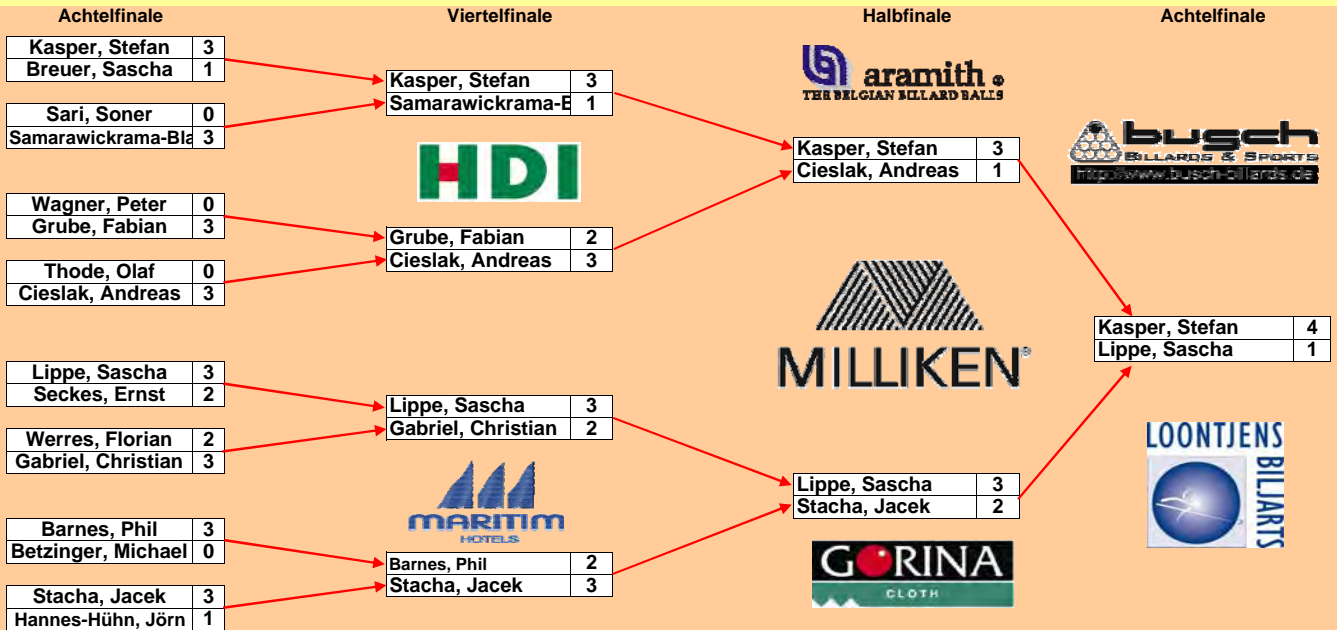 Achtelfinale
Viertelfinale
Halbfinale
Achtelfinale
Kasper, Stefan 3
Breuer, Sascha 1
Sari, Soner 0
Samarawickrama-Bla 3
Wagner, Peter 0
Grube, Fabian 3
Thode, Olaf 0
Cieslak, Andreas 3
Lippe, Sascha 3
Seckes, Ernst 2
Werres, Florian 2
Gabriel, Christian 3
Barnes, Phil 3
Betzinger, Michael 0
Stacha, Jacek 3
Hannes-Hühn, Jörn 1
Kasper, Stefan 3
Samarawickrama-B 1
HDI
Grube, Fabian 2
Cieslak, Andreas 3
Lippe, Sascha 3
Gabriel, Christian 2
MARITIM
HOTELS
Barnes, Phil 2
Stacha, Jacek 3
aramith ®
THE BELGIAN BILLARD BALLS
Kasper, Stefan 3
Cieslak, Andreas 1
MILLIKEN®
Lippe, Sascha 3
Stacha, Jacek 2
GORINA
CLOTH
busch
BILLARDS & SPORTS
http://www.busch-billards.de
Kasper, Stefan 4
Lippe, Sascha 1
LOONTJENS
BILJARTS